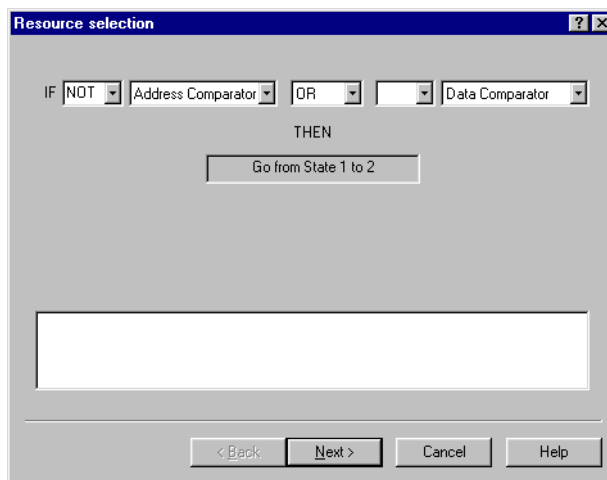 Resource selection
IF NOT Address Comparator OR Data Comparator
THEN
Go from State 1 to 2
< Back Next > Cancel Help